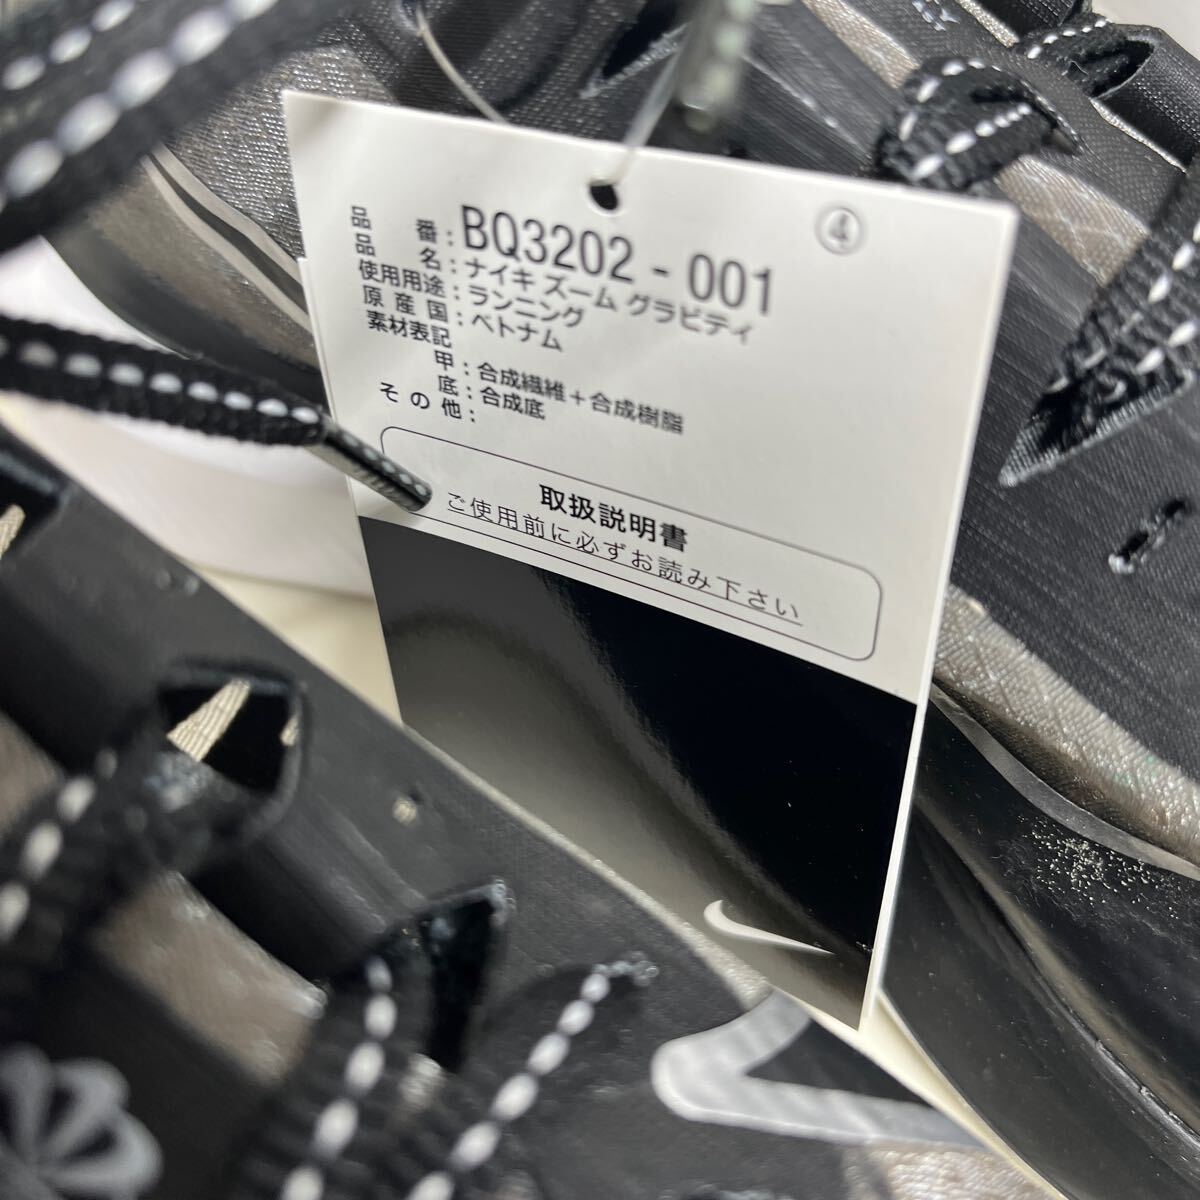 ④
品番:BQ3202-001
品名:ナイキ ズーム グラビティ
使用用途:ランニング
原産国:ベトナム
素材表記
甲:合成繊維+合成樹脂
底:合成底
その他:
取扱説明書
ご使用前に必ずお読み下さい